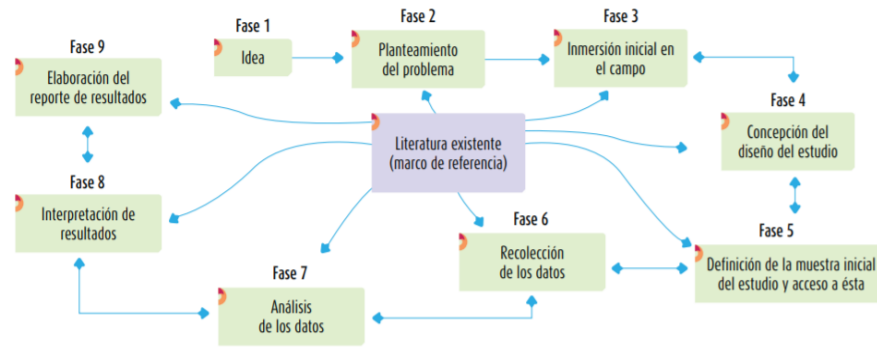 Fase 1
Idea
Fase 2
Planteamiento
del problema
Fase 3
Inmersión inicial en
el campo
Fase 4
Concepción del
diseño del estudio
Fase 5
Definición de la muestra inicial
del estudio y acceso a ésta
Fase 6
Recolección
de los datos
Fase 7
Análisis
de los datos
Fase 8
Interpretación de
resultados
Fase 9
Elaboración del
reporte de resultados
Literatura existente
(marco de referencia)